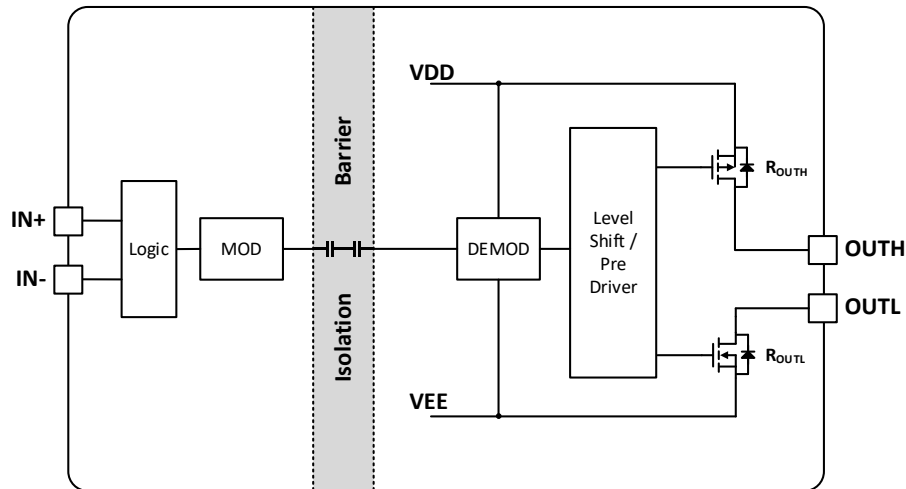 VDD
Barrier
R_OUTH
IN+
IN-
Logic
MOD
DEMOD
Level
Shift /
Pre
Driver
OUTH
OUTL
Isolation
R_OUTL
VEE